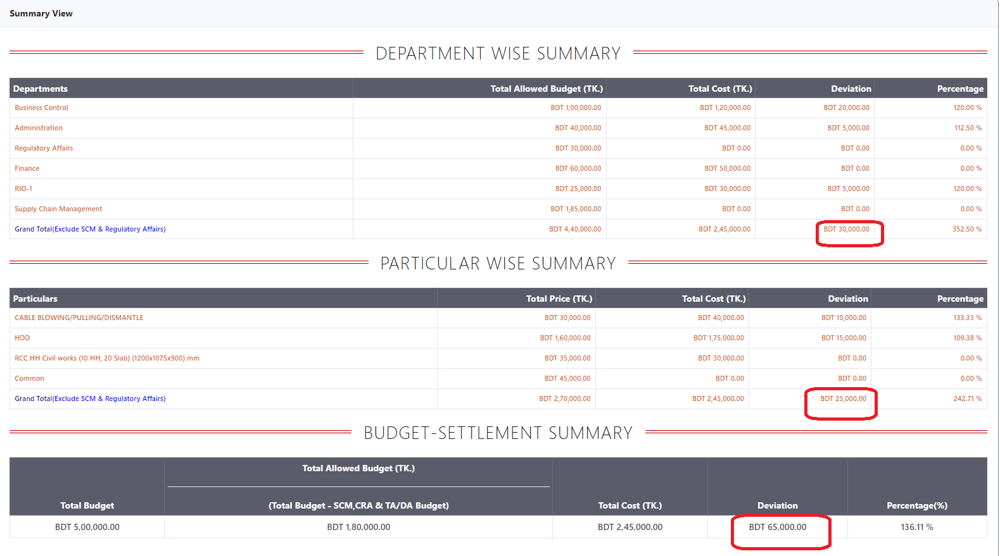 Summary View
DEPARTMENT WISE SUMMARY
Departments Total Allowed Budget (TK.) Total Cost (TK.) Deviation Percentage
Business Control BDT 1,00,000.00 BDT 1,20,000.00 BDT 20,000.00 120.00 %
Administration BDT 40,000.00 BDT 45,000.00 BDT 5,000.00 112.50 %
Regulatory Affairs BDT 30,000.00 BDT 0.00 BDT 0.00 0.00 %
Finance BDT 60,000.00 BDT 50,000.00 BDT 0.00 0.00 %
RIO-1 BDT 25,000.00 BDT 30,000.00 BDT 5,000.00 120.00 %
Supply Chain Management BDT 1,85,000.00 BDT 0.00 BDT 0.00 0.00 %
Grand Total(Exclude SCM & Regulatory Affairs) BDT 4,40,000.00 BDT 2,45,000.00 BDT 30,000.00 352.50 %
PARTICULAR WISE SUMMARY
Particulars Total Price (TK.) Total Cost (TK.) Deviation Percentage
CABLE BLOWING/PULLING/DISMANTLE BDT 30,000.00 BDT 40,000.00 BDT 10,000.00 133.33 %
HDD BDT 1,60,000.00 BDT 1,75,000.00 BDT 15,000.00 109.38 %
RCC HH Civil works (10 HH, 20 Slab) (1200x1075x900) mm BDT 35,000.00 BDT 30,000.00 BDT 0.00 0.00 %
Common BDT 45,000.00 BDT 0.00 BDT 0.00 0.00 %
Grand Total(Exclude SCM & Regulatory Affairs) BDT 2,70,000.00 BDT 2,45,000.00 BDT 25,000.00 242.71 %
BUDGET-SETTLEMENT SUMMARY
Total Allowed Budget (TK.)
Total Budget (Total Budget - SCM,CRA & TA/DA Budget) Total Cost (TK.) Deviation Percentage(%)
BDT 5,00,000.00 BDT 1,80,000.00 BDT 2,45,000.00 BDT 65,000.00 136.11 %